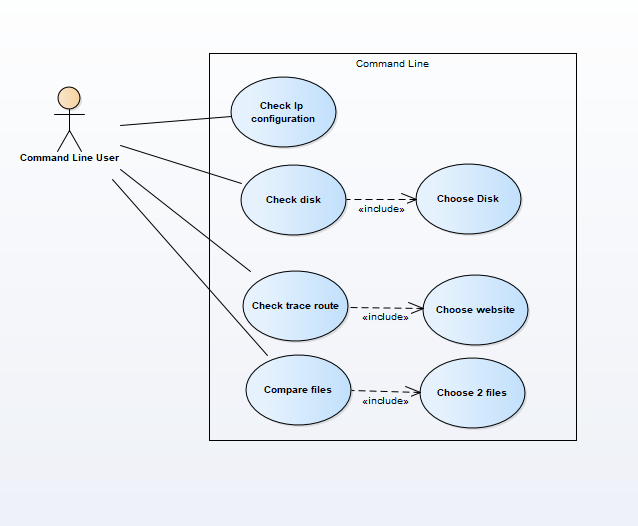 Command Line
Check Ip
configuration
Command Line User
Check disk
«include»
Choose Disk
Check trace route
«include»
Choose website
Compare files
«include»
Choose 2 files